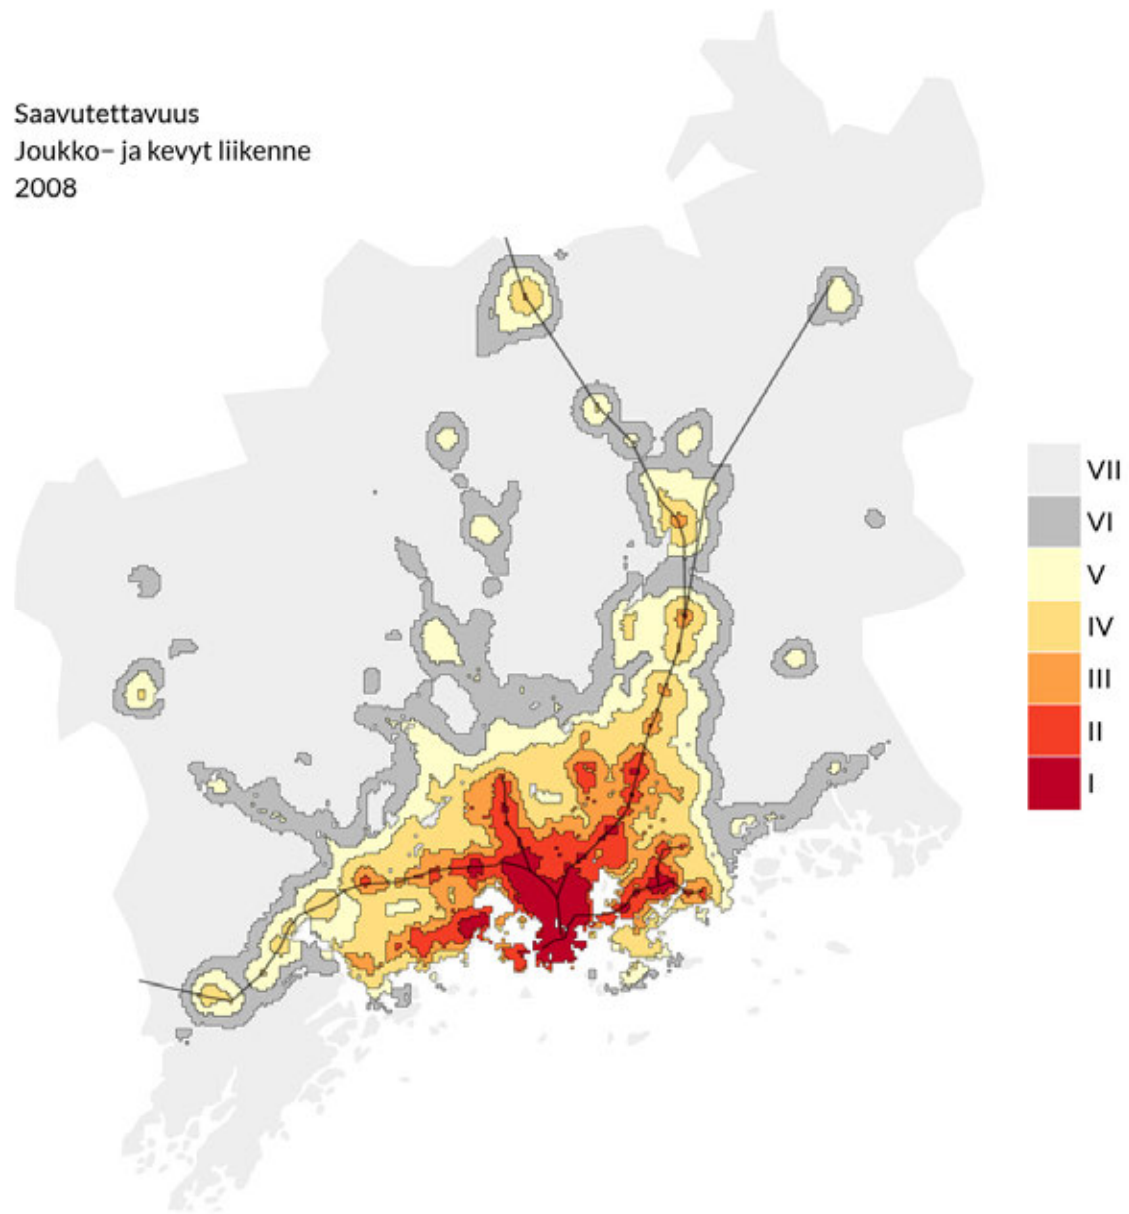 Saavutettavuus
Joukko– ja kevyt liikenne
2008
VII
VI
V
IV
III
II
I